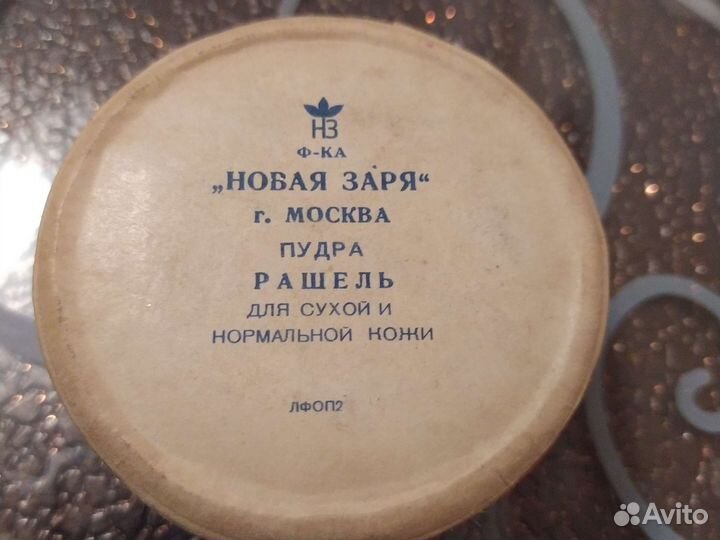 НЗ
Ф-КА
„НОВАЯ ЗАРЯ“
г. МОСКВА
ПУДРА
РАШЕЛЬ
ДЛЯ СУХОЙ И
НОРМАЛЬНОЙ КОЖИ
ЛФОП2
Avito